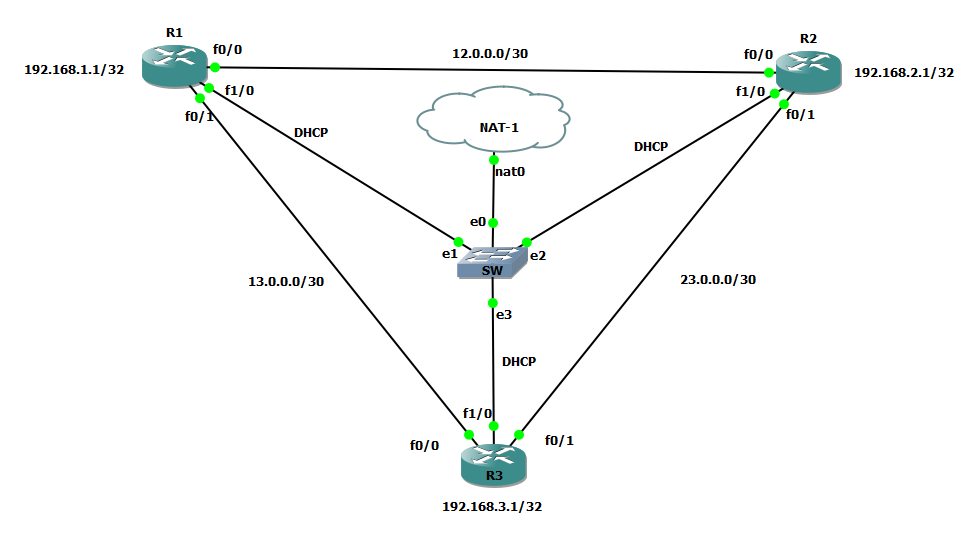 R1
R2
f0/0
12.0.0.0/30
f0/0
192.168.1.1/32
192.168.2.1/32
f1/0
f1/0
f0/1
f0/1
NAT-1
DHCP
DHCP
nat0
e0
e1
e2
SW
13.0.0.0/30
23.0.0.0/30
e3
DHCP
f1/0
f0/0
f0/1
R3
192.168.3.1/32